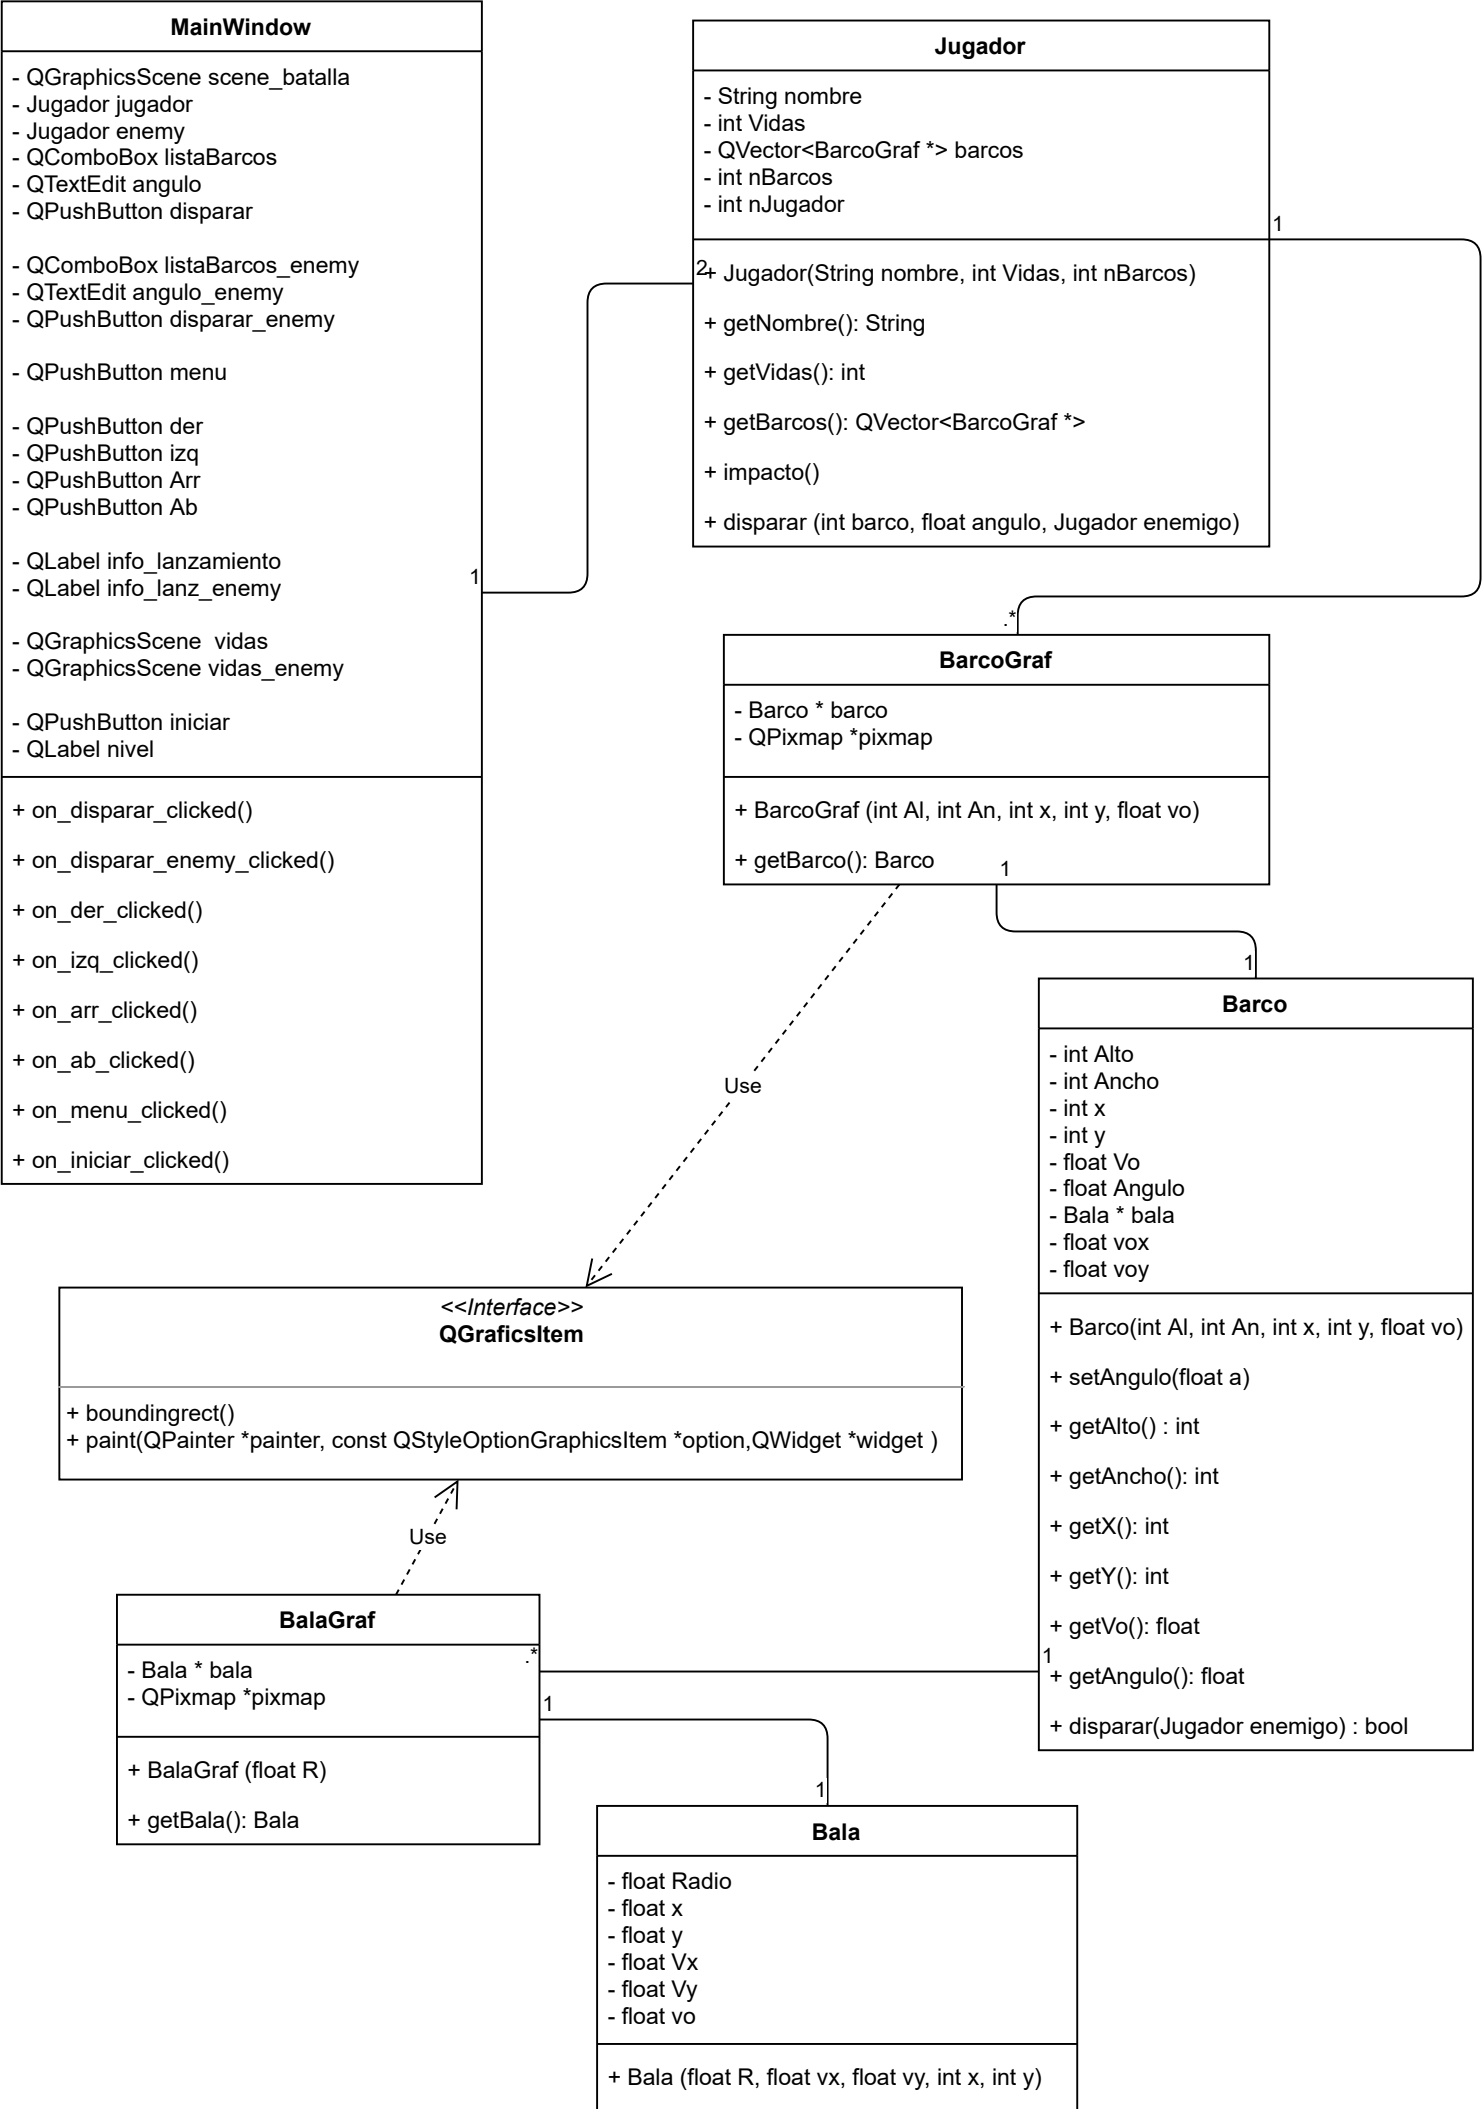 MainWindow
- QGraphicsScene scene_batalla
- Jugador jugador
- Jugador enemy
- QComboBox listaBarcos
- QTextEdit angulo
- QPushButton disparar
- QComboBox listaBarcos_enemy
- QTextEdit angulo_enemy
- QPushButton disparar_enemy
- QPushButton menu
- QPushButton der
- QPushButton izq
- QPushButton Arr
- QPushButton Ab
- QLabel info_lanzamiento
- QLabel info_lanz_enemy
- QGraphicsScene  vidas
- QGraphicsScene vidas_enemy
- QPushButton iniciar
- QLabel nivel
+ on_disparar_clicked()
+ on_disparar_enemy_clicked()
+ on_der_clicked()
+ on_izq_clicked()
+ on_arr_clicked()
+ on_ab_clicked()
+ on_menu_clicked()
+ on_iniciar_clicked()
1
2
Jugador
- String nombre
- int Vidas
- QVector<BarcoGraf *> barcos
- int nBarcos
- int nJugador
+ Jugador(String nombre, int Vidas, int nBarcos)
+ getNombre(): String
+ getVidas(): int
+ getBarcos(): QVector<BarcoGraf *>
+ impacto()
+ disparar (int barco, float angulo, Jugador enemigo)
1
.*
BarcoGraf
- Barco * barco
- QPixmap *pixmap
+ BarcoGraf (int Al, int An, int x, int y, float vo)
+ getBarco(): Barco
1
1
Barco
- int Alto
- int Ancho
- int x
- int y
- float Vo
- float Angulo
- Bala * bala
- float vox
- float voy
+ Barco(int Al, int An, int x, int y, float vo)
+ setAngulo(float a)
+ getAlto() : int
+ getAncho(): int
+ getX(): int
+ getY(): int
+ getVo(): float
+ getAngulo(): float
+ disparar(Jugador enemigo) : bool
1
Use
<<Interface>>
QGraficsItem
+ boundingrect()
+ paint(QPainter *painter, const QStyleOptionGraphicsItem *option,QWidget *widget )
Use
BalaGraf
- Bala * bala
- QPixmap *pixmap
+ BalaGraf (float R)
+ getBala(): Bala
.*
1
1
Bala
- float Radio
- float x
- float y
- float Vx
- float Vy
- float vo
+ Bala (float R, float vx, float vy, int x, int y)